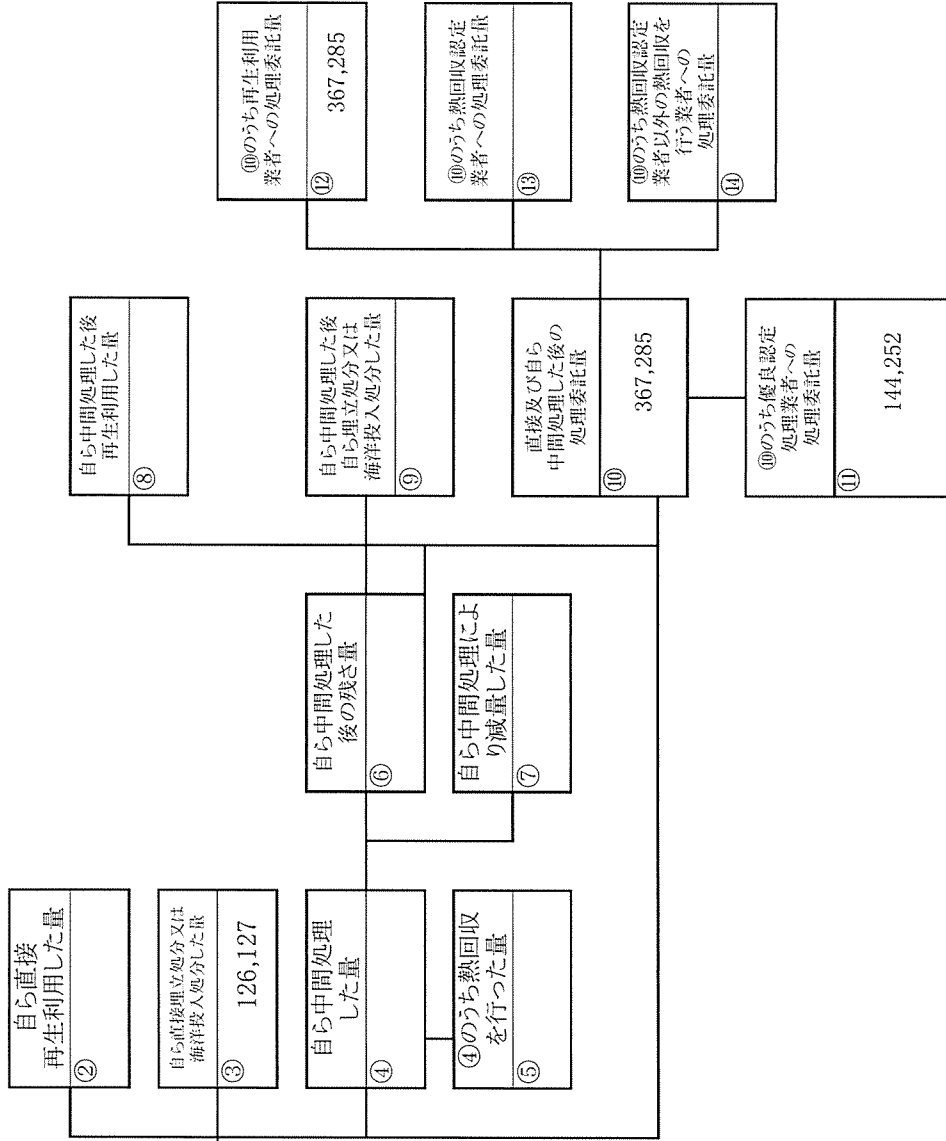 自ら直接
再生利用した量
②
自ら直接埋立処分又は
海洋投入処分した量
③
126,127
自ら中間処理
した量
④
④のうち熱回収
を行った量
⑤
自ら中間処理した
後の残さ量
⑥
自ら中間処理によ
り減量した量
⑦
自ら中間処理した後
再生利用した量
⑧
自ら中間処理した後
自ら埋立処分又は
海洋投入処分した量
⑨
直接及び自ら
中間処理した後の
処理委託量
⑩
367,285
⑩のうち優良認定
処理業者への
処理委託量
⑪
144,252
⑩のうち再生利用
業者への処理委託量
⑫
367,285
⑩のうち熱回収認定
業者への処理委託量
⑬
⑩のうち熱回収認定
業者以外の熱回収を
行う業者への
処理委託量
⑭